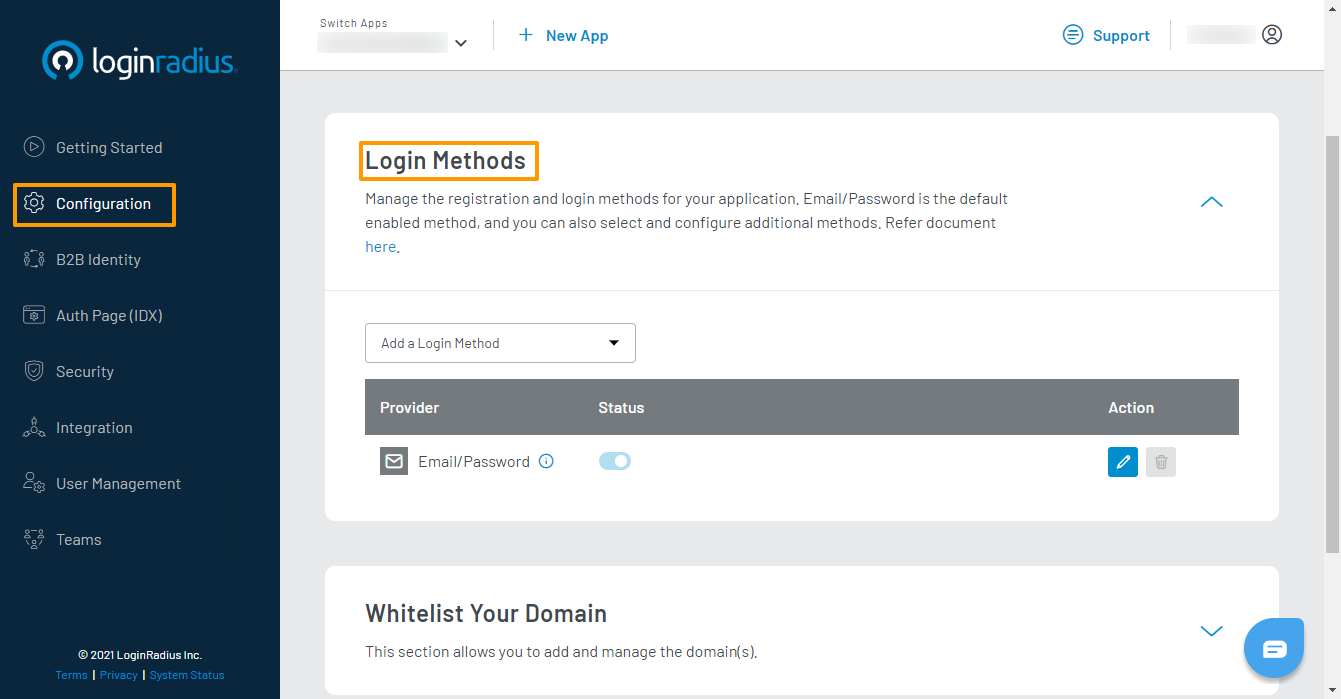 loginradius
Getting Started
Configuration
B2B Identity
Auth Page (IDX)
Security
Integration
User Management
Teams
© 2021 LoginRadius Inc.
Terms | Privacy | System Status
Switch Apps
New App
Support
Login Methods
Manage the registration and login methods for your application. Email/Password is the default
enabled method, and you can also select and configure additional methods. Refer document
here.
Add a Login Method
Provider Status Action
Email/Password
Whitelist Your Domain
This section allows you to add and manage the domain(s).